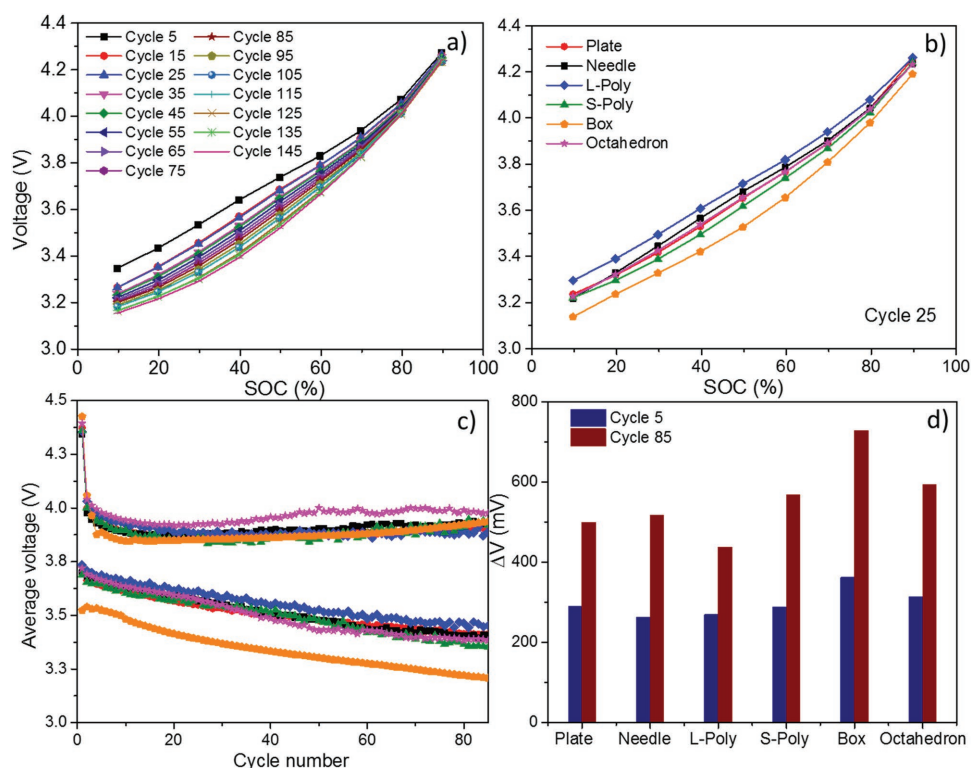 a)
4.4
4.2
4.0
3.8
3.6
3.4
3.2
3.0
Voltage (V)
Cycle 5
Cycle 15
Cycle 25
Cycle 35
Cycle 45
Cycle 55
Cycle 65
Cycle 75
Cycle 85
Cycle 95
Cycle 105
Cycle 115
Cycle 125
Cycle 135
Cycle 145
0 20 40 60 80 100
SOC (%)
b)
4.4
4.2
4.0
3.8
3.6
3.4
3.2
3.0
Plate
Needle
L-Poly
S-Poly
Box
Octahedron
Cycle 25
0 20 40 60 80 100
SOC (%)
c)
4.5
4.3
4.0
3.8
3.5
3.3
3.0
Average voltage (V)
0 20 40 60 80
Cycle number
d)
800
600
400
200
0
ΔV (mV)
Cycle 5
Cycle 85
Plate Needle L-Poly S-Poly Box Octahedron